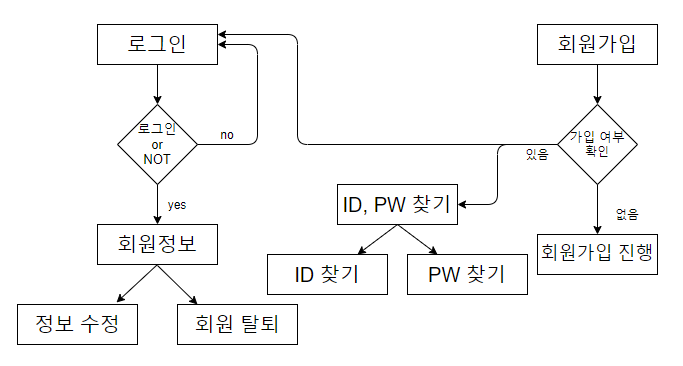 로그인
회원가입
로그인
or
NOT
no
가입 여부
확인
있음
yes
ID, PW 찾기
없음
회원정보
회원가입 진행
ID 찾기
PW 찾기
정보 수정
회원 탈퇴